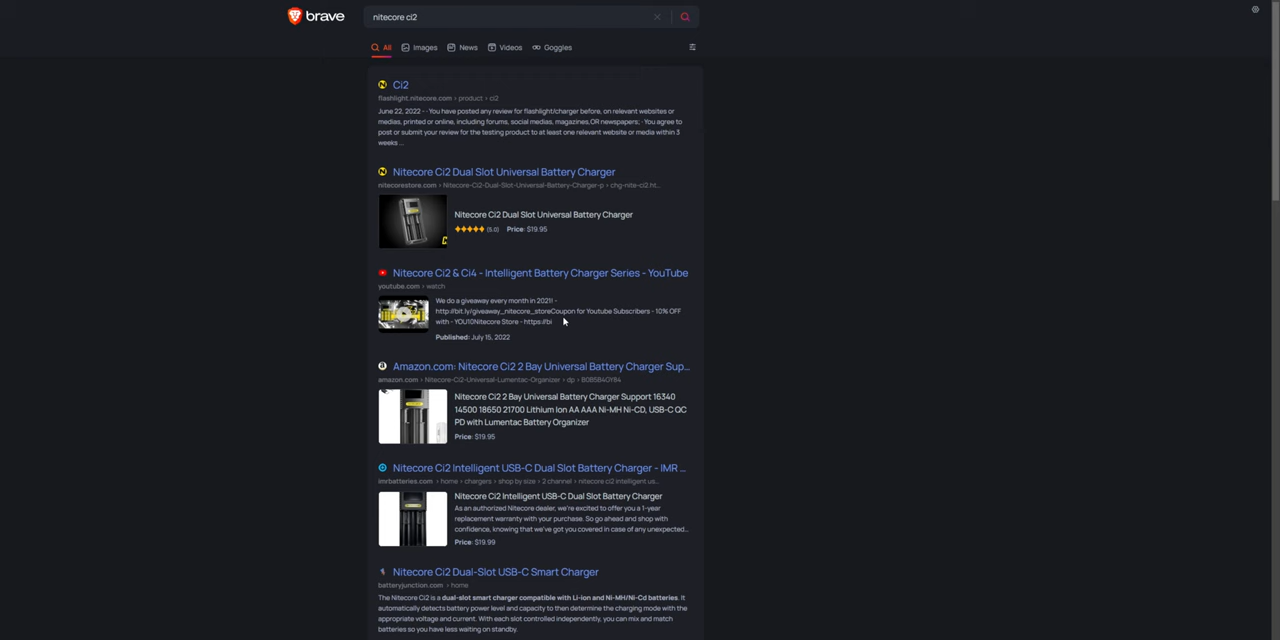 brave
nitecore ci2
All Images News Videos Goggles
Ci2
flashlight.nitecore.com › product › ci2
June 22, 2022 - · You have posted any review for flashlight/charger before, on relevant websites or
medias, printed or online, including forums, social medias, magazines,OR newspapers; · You agree to
post or submit your review for the testing product to at least one relevant website or media within 3
weeks ...
Nitecore Ci2 Dual Slot Universal Battery Charger
nitecorestore.com › Nitecore-Ci2-Dual-Slot-Universal-Battery-Charger-p › chg-nite-ci2.ht...
Nitecore Ci2 Dual Slot Universal Battery Charger
(5.0) Price: $19.95
Nitecore Ci2 & Ci4 - Intelligent Battery Charger Series - YouTube
youtube.com › watch
We do a giveaway every month in 2021! -
http://bit.ly/giveaway_nitecore_storeCoupon for Youtube Subscribers - 10% OFF
with - YOU10Nitecore Store - https://bi
Published: July 15, 2022
Amazon.com: Nitecore Ci2 2 Bay Universal Battery Charger Sup...
amazon.com › Nitecore-Ci2-Universal-Lumentac-Organizer › dp ›
Nitecore Ci2 2 Bay Universal Battery Charger Support 16340
14500 18650 21700 Lithium Ion AA AAA Ni-MH Ni-CD, USB-C QC
PD with Lumentac Battery Organizer
Price: $19.95
Nitecore Ci2 Intelligent USB-C Dual Slot Battery Charger - IMR ...
imrbatteries.com › home › chargers › shop by size › 2 channel › nitecore ci2 intelligent us...
Nitecore Ci2 Intelligent USB-C Dual Slot Battery Charger
As an authorized Nitecore dealer, we're excited to offer you a 1-year
replacement warranty with your purchase. So go ahead and shop with
confidence, knowing that we've got you covered in case of any unexpected...
Price: $19.99
Nitecore Ci2 Dual-Slot USB-C Smart Charger
batteryjunction.com › home
The Nitecore Ci2 is a dual-slot smart charger compatible with Li-ion and Ni-MH/Ni-Cd batteries. It
automatically detects battery power level and capacity to then determine the charging mode with the
appropriate voltage and current. With each slot controlled independently, you can mix and match
batteries so you have less waiting on standby.